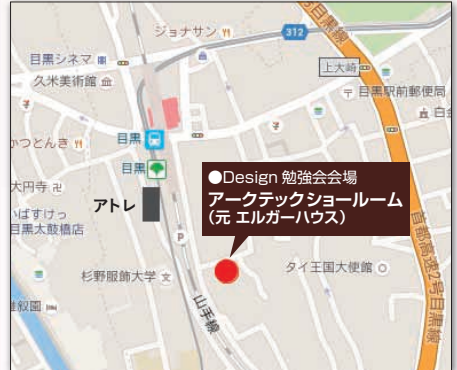 ジョナサン
312
目黒シネマ
久米美術館
上大崎
目黒駅前郵便局
白金
かつとんき
目黒
目黒
大円寺
アトレ
●Design 勉強会会場
アークテックショールーム
(元 エルガーハウス)
いばすけっ
目黒太鼓橋店
P
杉野服飾大学
タイ王国大使館
雅叙園
山手線
首都高速2号目黒線